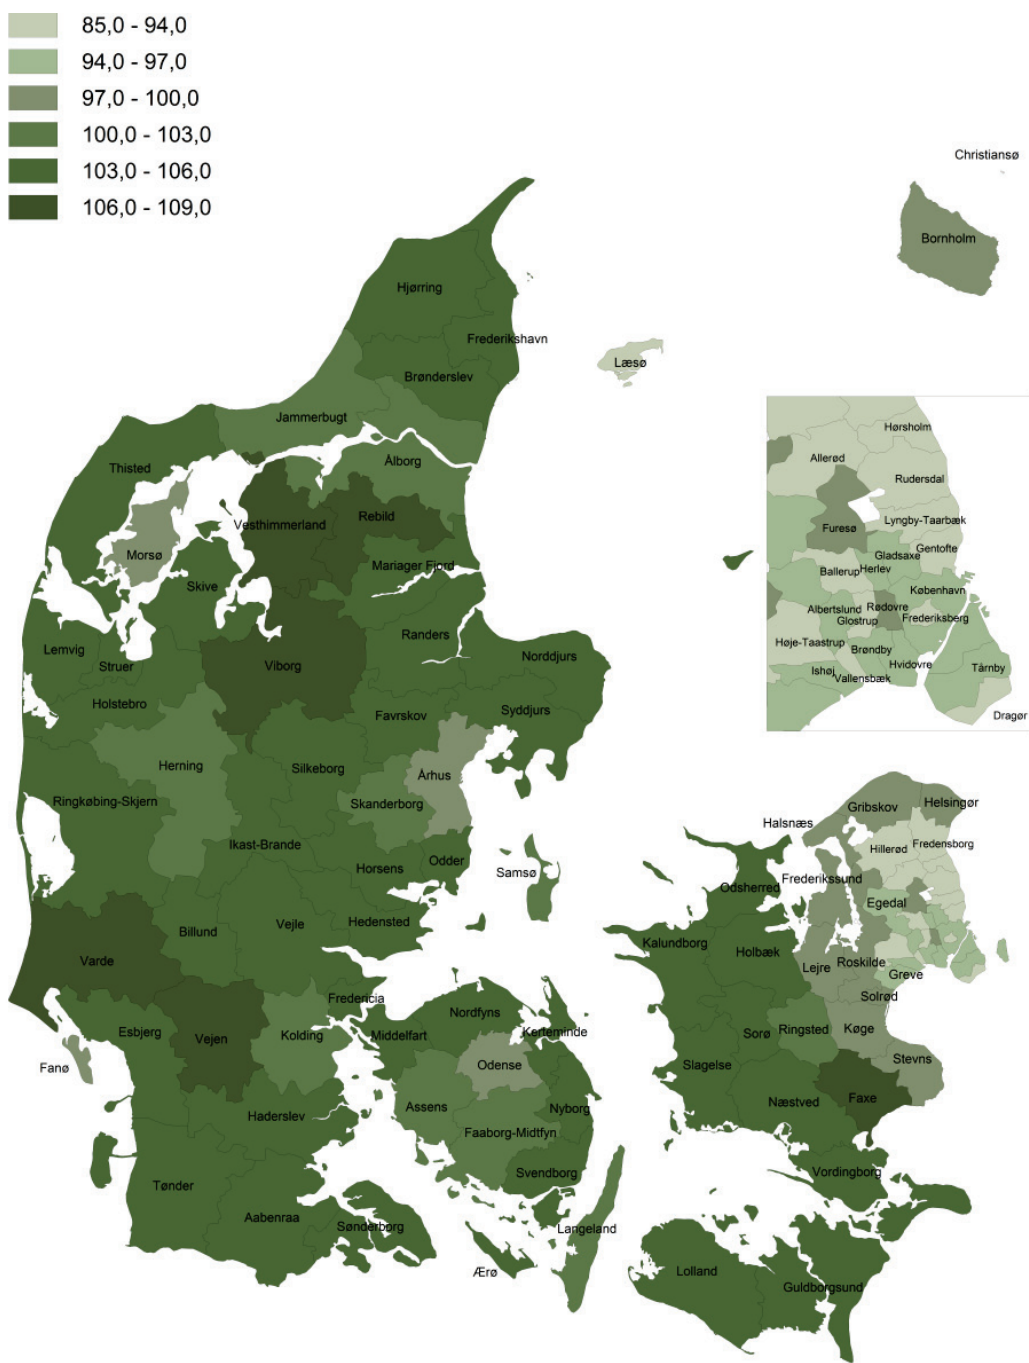 85,0 - 94,0
94,0 - 97,0
97,0 - 100,0
100,0 - 103,0
103,0 - 106,0
106,0 - 109,0
Christiansø
Bornholm
Hjørring
Frederikshavn
Læsø
Brønderslev
Jammerbugt
Ålborg
Thisted
Vesthimmerland
Rebild
Morsø
Mariager Fjord
Skive
Randers
Lemvig
Struer
Viborg
Norddjurs
Holstebro
Favrskov
Syddjurs
Herning
Silkeborg
Århus
Ringkøbing-Skjern
Skanderborg
Ikast-Brande
Horsens
Odder
Samsø
Billund
Vejle
Hedensted
Varde
Fredericia
Esbjerg
Vejen
Kolding
Middelfart
Nordfyns
Kerteminde
Fanø
Odense
Assens
Nyborg
Haderslev
Faaborg-Midtfyn
Svendborg
Tønder
Aabenraa
Sønderborg
Langeland
Ærø
Hørsholm
Allerød
Rudersdal
Furesø
Lyngby-Taarbæk
Gladsaxe
Gentofte
Ballerup
Herlev
København
Albertslund
Rødovre
Glostrup
Frederiksberg
Høje-Taastrup
Brøndby
Ishøj
Vallensbæk
Hvidovre
Tårnby
Dragør
Halsnæs
Gribskov
Helsingør
Hillerød
Fredensborg
Odsherred
Frederikssund
Egedal
Kalundborg
Holbæk
Lejre
Roskilde
Greve
Solrød
Sorø
Ringsted
Køge
Slagelse
Stevns
Næstved
Faxe
Vordingborg
Lolland
Guldborgsund